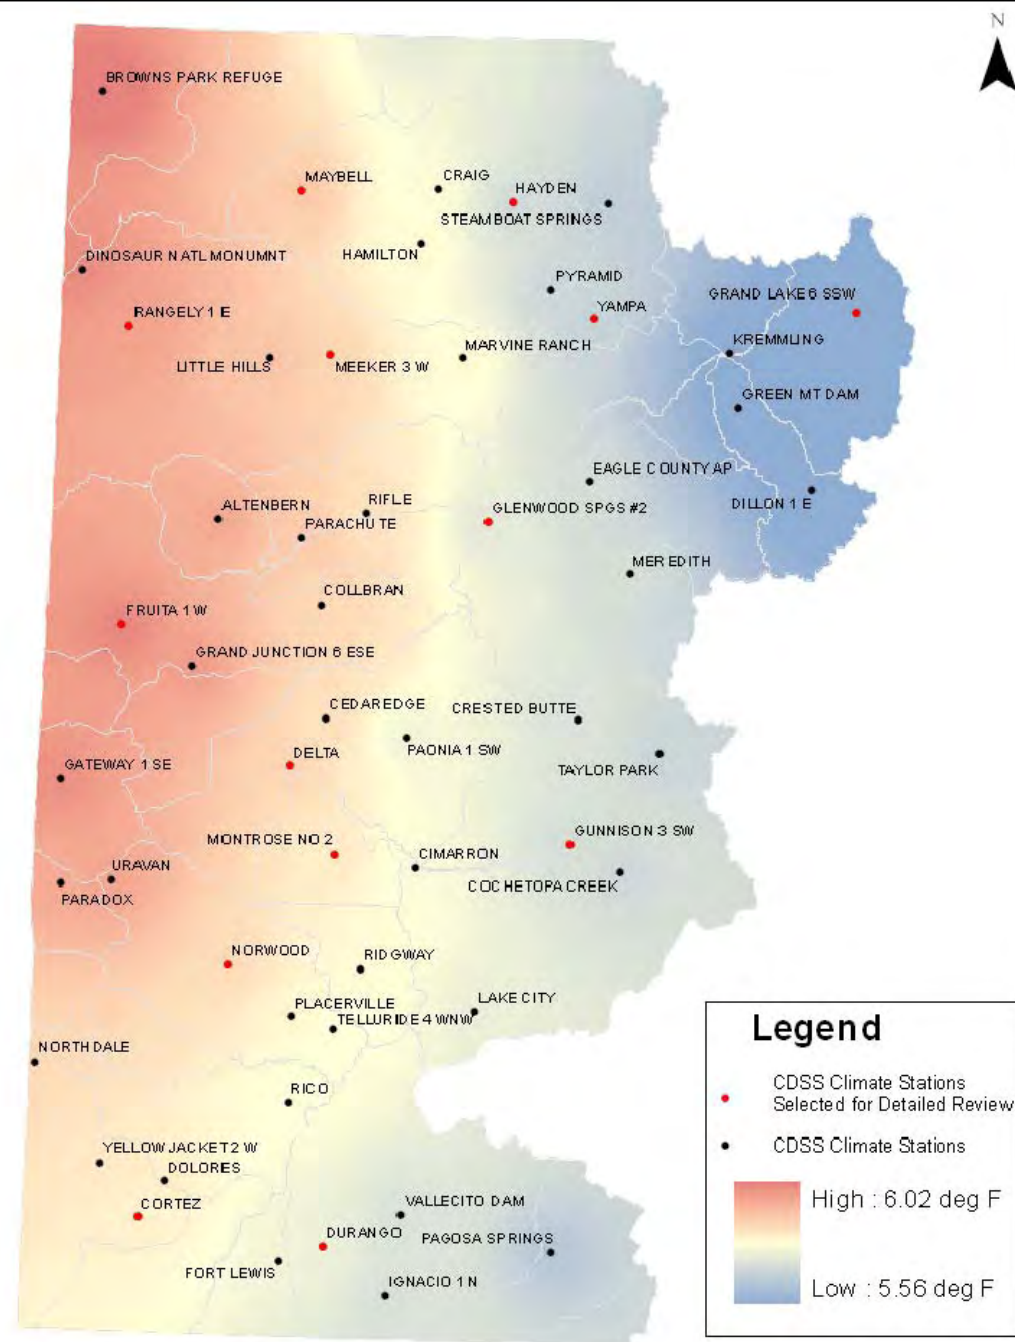 N
BROWNS PARK REFUGE
MAYBELL
CRAIG
HAYDEN
STEAMBOAT SPRINGS
HAMILTON
DINOSAUR NATL MONUMNT
PYRAMID
GRAND LAKE 6 SSW
YAMPA
RANGELY 1 E
KREMMLING
MARVINE RANCH
LITTLE HILLS
MEEKER 3 W
GREEN MT DAM
EAGLE COUNTY AP
RIFLE
ALTENBERN
GLENWOOD SPGS #2
DILLON 1 E
PARACHUTE
MEREDITH
COLLBRAN
FRUITA 1 W
GRAND JUNCTION 6 ESE
CEDAREDGE
CRESTED BUTTE
DELTA
PAONIA 1 SW
GATEWAY 1 SE
TAYLOR PARK
GUNNISON 3 SW
MONTROSE NO 2
CIMARRON
URAVAN
COCHETOPA CREEK
PARADOX
NORWOOD
RIDGWAY
LAKE CITY
PLACERVILLE
TELLURIDE 4 WNW
NORTHDALE
RICO
YELLOW JACKET 2 W
DOLORES
CORTEZ
VALLECITO DAM
DURANGO
PAGOSA SPRINGS
FORT LEWIS
IGNACIO 1 N
Legend
CDSS Climate Stations
Selected for Detailed Review
CDSS Climate Stations
High : 6.02 deg F
Low : 5.56 deg F